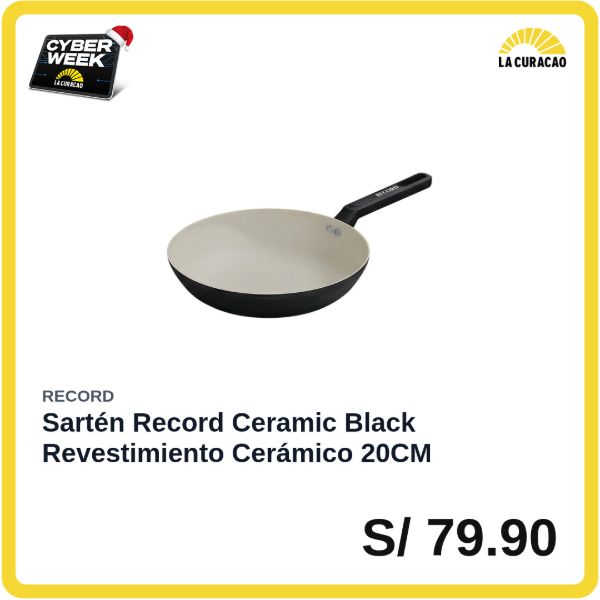 CYBER
WEEK
LA CURACAO
LA CURACAO
RECORD
RECORD
Sartén Record Ceramic Black
Revestimiento Cerámico 20CM
S/ 79.90